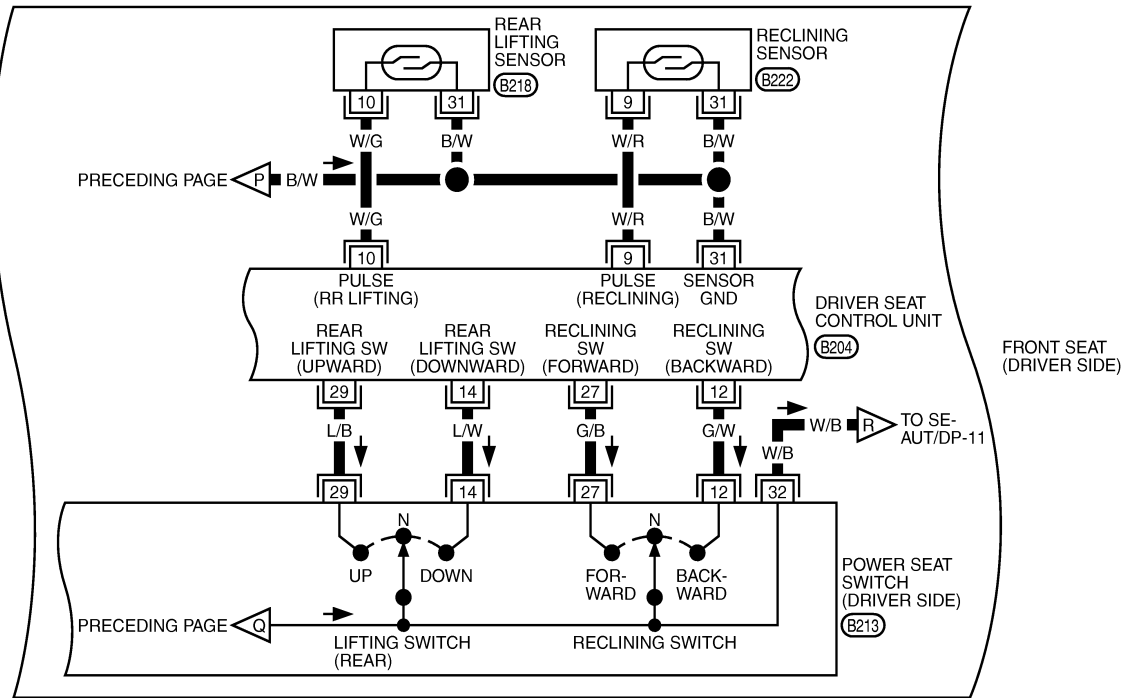 REAR
LIFTING
SENSOR
B218
RECLINING
SENSOR
B222
10
31
9
31
W/G
B/W
W/R
B/W
PRECEDING PAGE
P
B/W
W/G
W/R
B/W
10
9
31
PULSE
(RR LIFTING)
PULSE
(RECLINING)
SENSOR
GND
REAR
LIFTING SW
(UPWARD)
REAR
LIFTING SW
(DOWNWARD)
RECLINING
SW
(FORWARD)
RECLINING
SW
(BACKWARD)
DRIVER SEAT
CONTROL UNIT
B204
FRONT SEAT
(DRIVER SIDE)
29
14
27
12
L/B
L/W
G/B
G/W
W/B
R
TO SE-
AUT/DP-11
W/B
29
14
27
12
32
N
UP
DOWN
N
FOR-
WARD
BACK-
WARD
POWER SEAT
SWITCH
(DRIVER SIDE)
B213
PRECEDING PAGE
Q
LIFTING SWITCH
(REAR)
RECLINING SWITCH